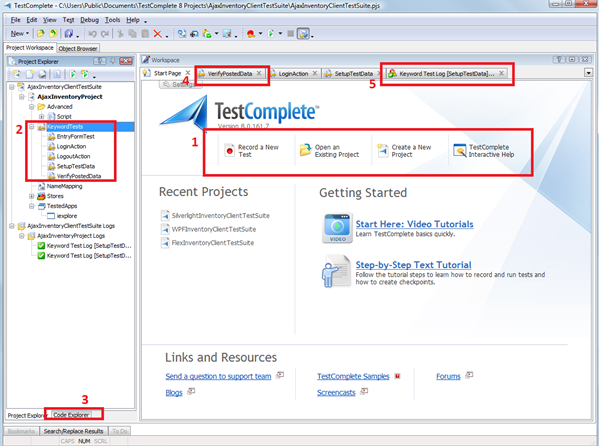 TestComplete - C:\Users\Public\Documents\TestComplete 8 Projects\AjaxInventoryClientTestSuite\AjaxInventoryClientTestSuite.pjs
File Edit View Test Debug Tools Help
New
Project Workspace Object Browser
Project Explorer
Workspace
Start Page VerifyPostedData LoginAction SetupTestData Keyword Test Log [SetupTestData]...
4
5
AjaxInventoryClientTestSuite
AjaxInventoryProject
Advanced
Script
2
KeywordTests
EntryFormTest
LoginAction
LogoutAction
SetupTestData
VerifyPostedData
NameMapping
Stores
TestedApps
iexplore
AjaxInventoryClientTestSuite Logs
AjaxInventoryProject Logs
Keyword Test Log [SetupTestD...
Keyword Test Log [SetupTestD...
3
Project Explorer Code Explorer
TestComplete™
Version 8.0.161.7
1
Record a New Test
Open an Existing Project
Create a New Project
TestComplete Interactive Help
Recent Projects
SilverlightInventoryClientTestSuite
WPFInventoryClientTestSuite
FlexInventoryClientTestSuite
Getting Started
VIDEO
Start Here: Video Tutorials
Learn TestComplete basics quickly.
Step-by-Step Text Tutorial
Follow the tutorial steps to learn how to record and run tests and how to create checkpoints.
Links and Resources
Send a question to support team
TestComplete Samples
Forums
Blogs
Screencasts
Bookmarks Search/Replace Results To Do
CAPS NUM SCRL